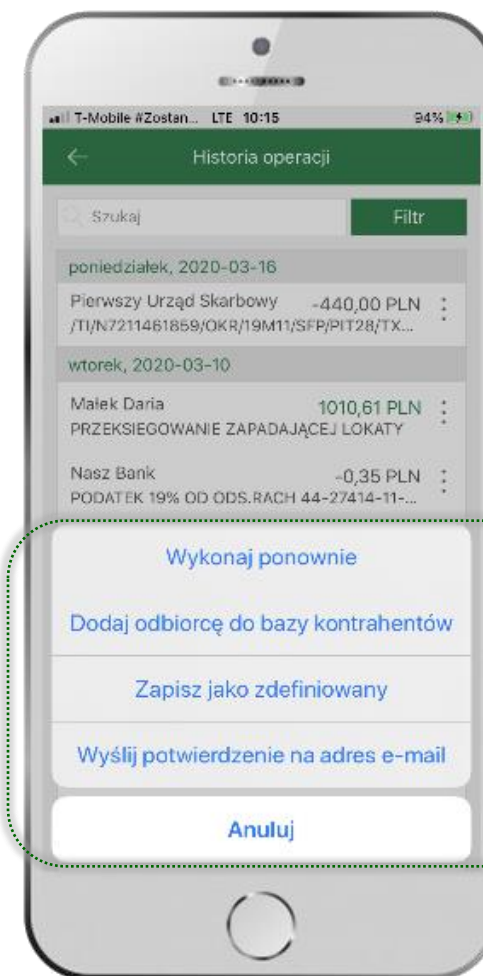 T-Mobile #Zostan... LTE 10:15 94%
Historia operacji
Szukaj Filtr
poniedziałek, 2020-03-16
Pierwszy Urząd Skarbowy -440,00 PLN
/TI/N7211461859/OKR/19M11/SFP/PIT28/TX...
wtorek, 2020-03-10
Małek Daria 1010,61 PLN
PRZEKSIEGOWANIE ZAPADAJĄCEJ LOKATY
Nasz Bank -0,35 PLN
PODATEK 19% OD ODS.RACH 44-27414-11-...
Wykonaj ponownie
Dodaj odbiorcę do bazy kontrahentów
Zapisz jako zdefiniowany
Wyślij potwierdzenie na adres e-mail
Anuluj